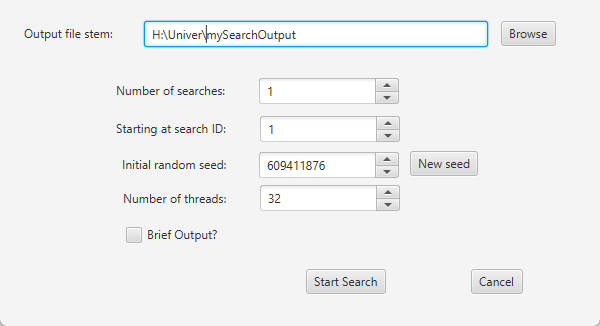 Output file stem: H:\Univer\mySearchOutput Browse
Number of searches: 1
Starting at search ID: 1
Initial random seed: 609411876 New seed
Number of threads: 32
Brief Output?
Start Search Cancel